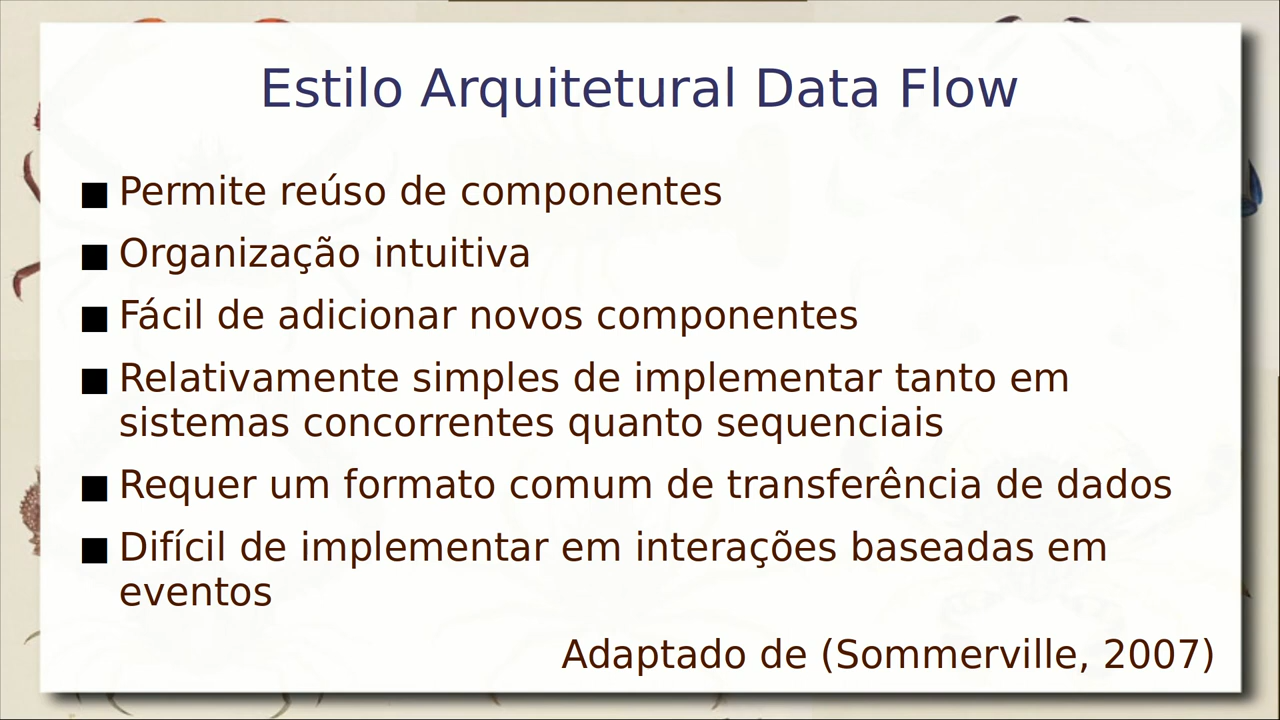 Estilo Arquitetural Data Flow
■ Permite reúso de componentes
■ Organização intuitiva
■ Fácil de adicionar novos componentes
■ Relativamente simples de implementar tanto em
sistemas concorrentes quanto sequenciais
■ Requer um formato comum de transferência de dados
■ Difícil de implementar em interações baseadas em
eventos
Adaptado de (Sommerville, 2007)